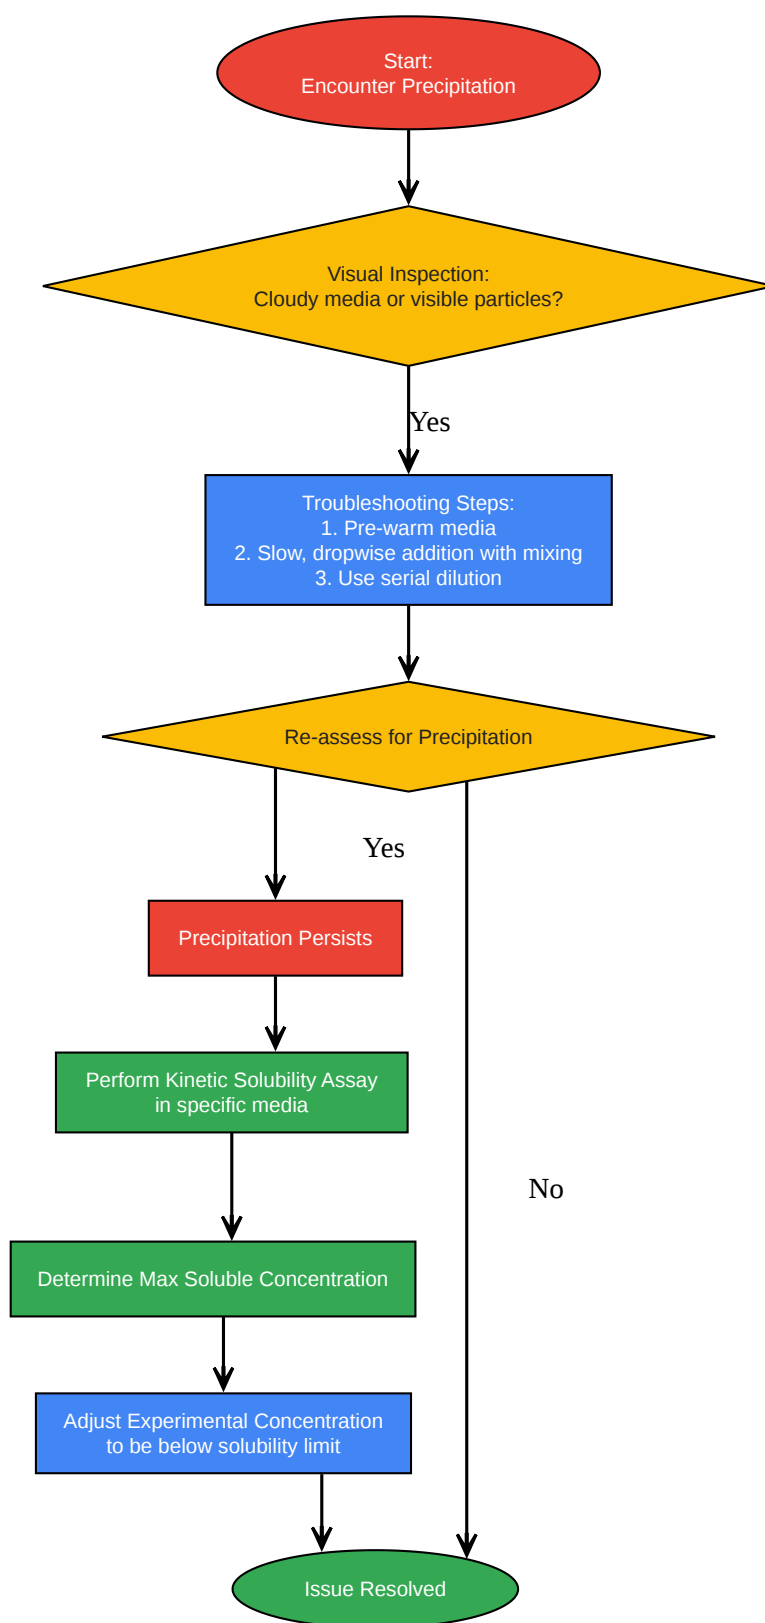 Start:
Encounter Precipitation
Visual Inspection:
Cloudy media or visible particles?
Yes
Troubleshooting Steps:
1. Pre-warm media
2. Slow, dropwise addition with mixing
3. Use serial dilution
Re-assess for Precipitation
Yes
Precipitation Persists
Perform Kinetic Solubility Assay
in specific media
No
Determine Max Soluble Concentration
Adjust Experimental Concentration
to be below solubility limit
Issue Resolved